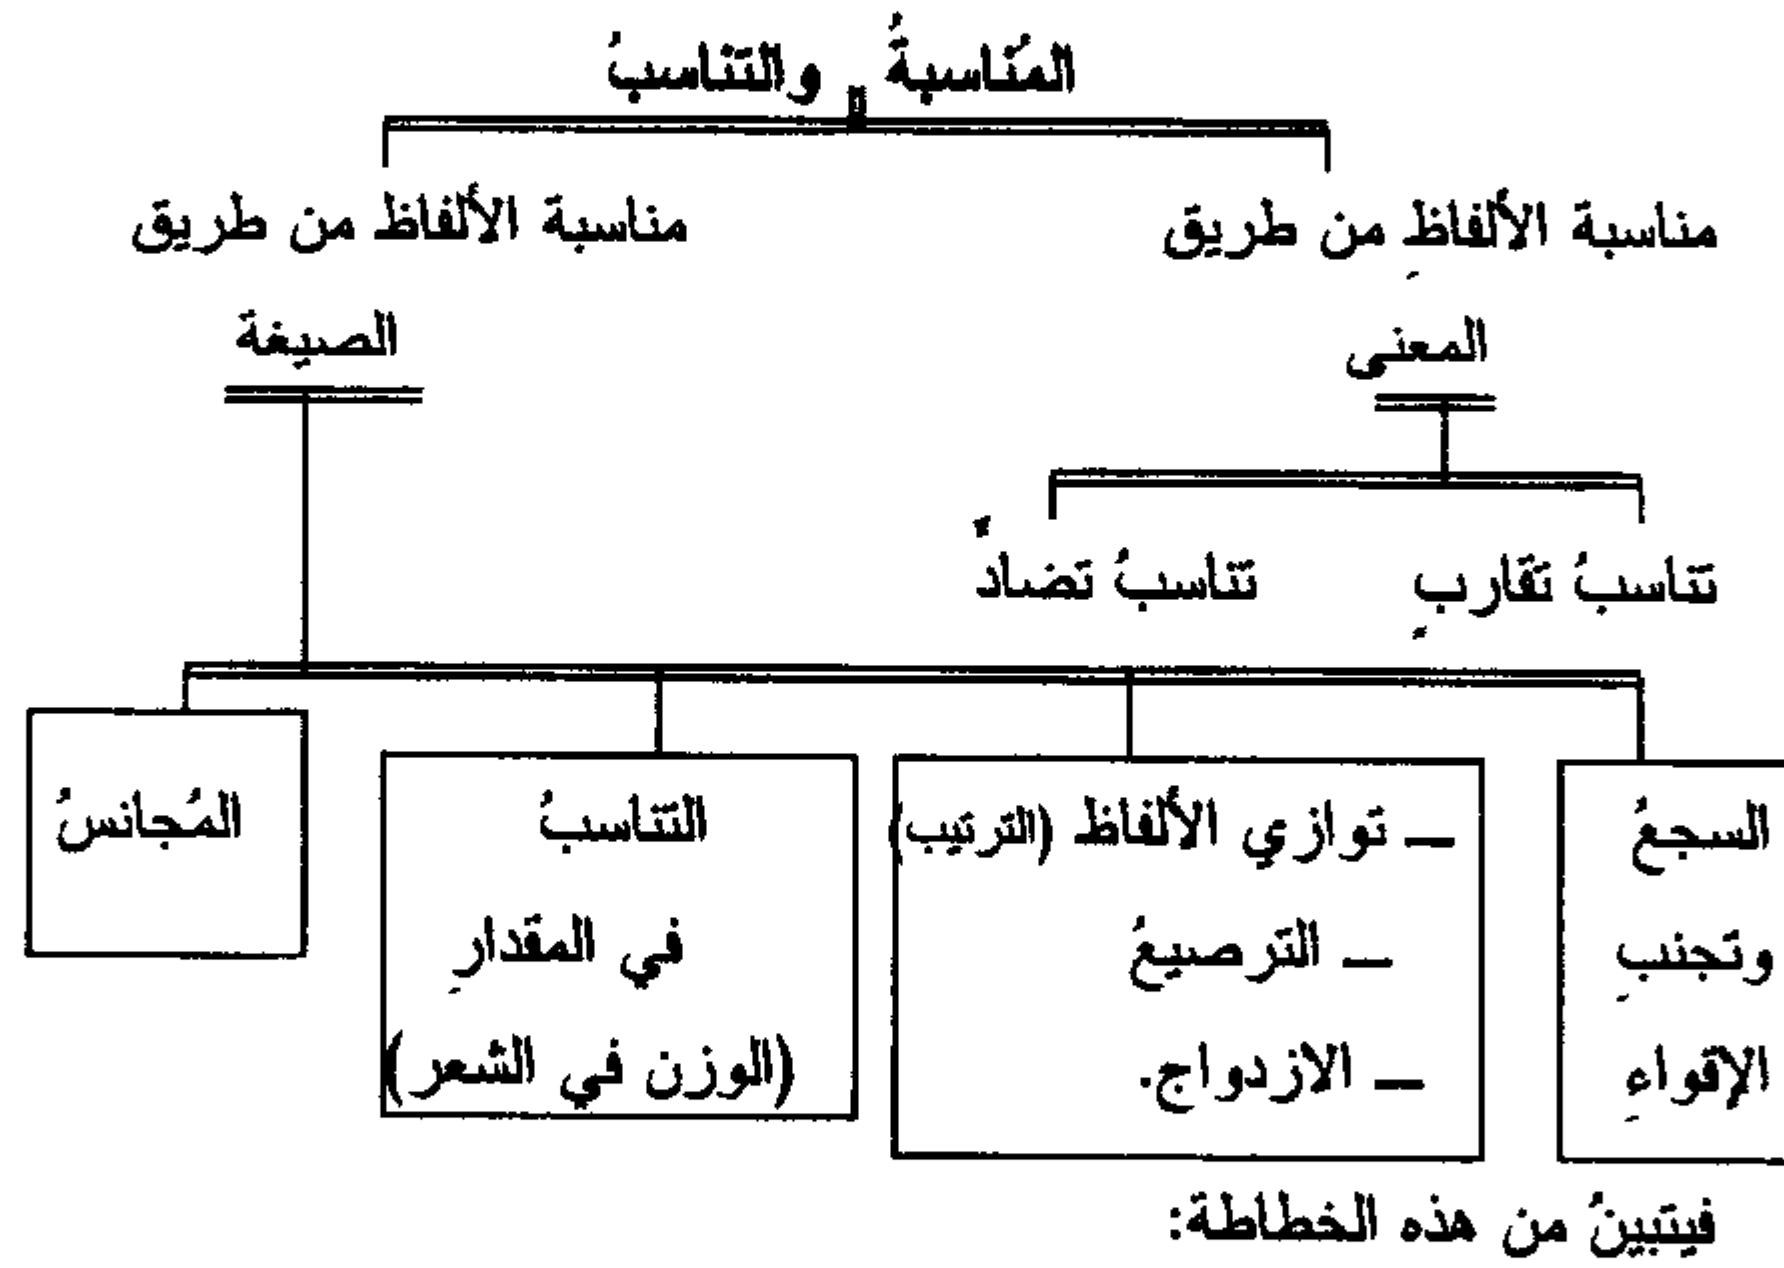 المُناسبةُ والتناسبُ
مناسبة الألفاظِ من طريق
المعنى
مناسبة الألفاظ من طريق
الصيغة
تناسبُ تقاربٍ
تناسبُ تضادٍّ
السجعُ
وتجنبِ
الإقواءِ
– توازي الألفاظ (الترتيب)
– الترصيعُ
– الازدواج.
التناسبُ
في المقدارِ
(الوزن في الشعر)
المُجانسُ
فيتبينُ من هذه الخطاطة: